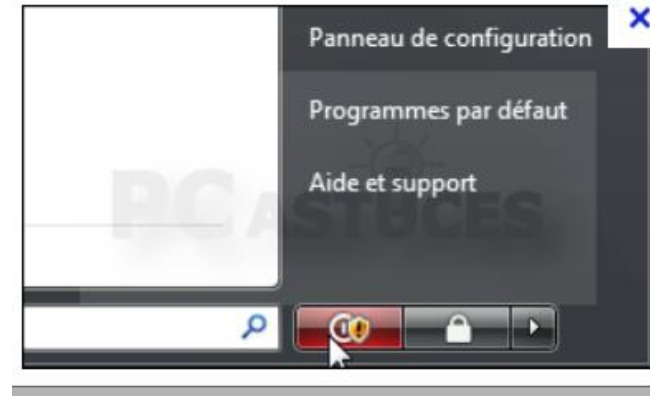 Panneau de configuration
Programmes par défaut
Aide et support
PC ASTUCES